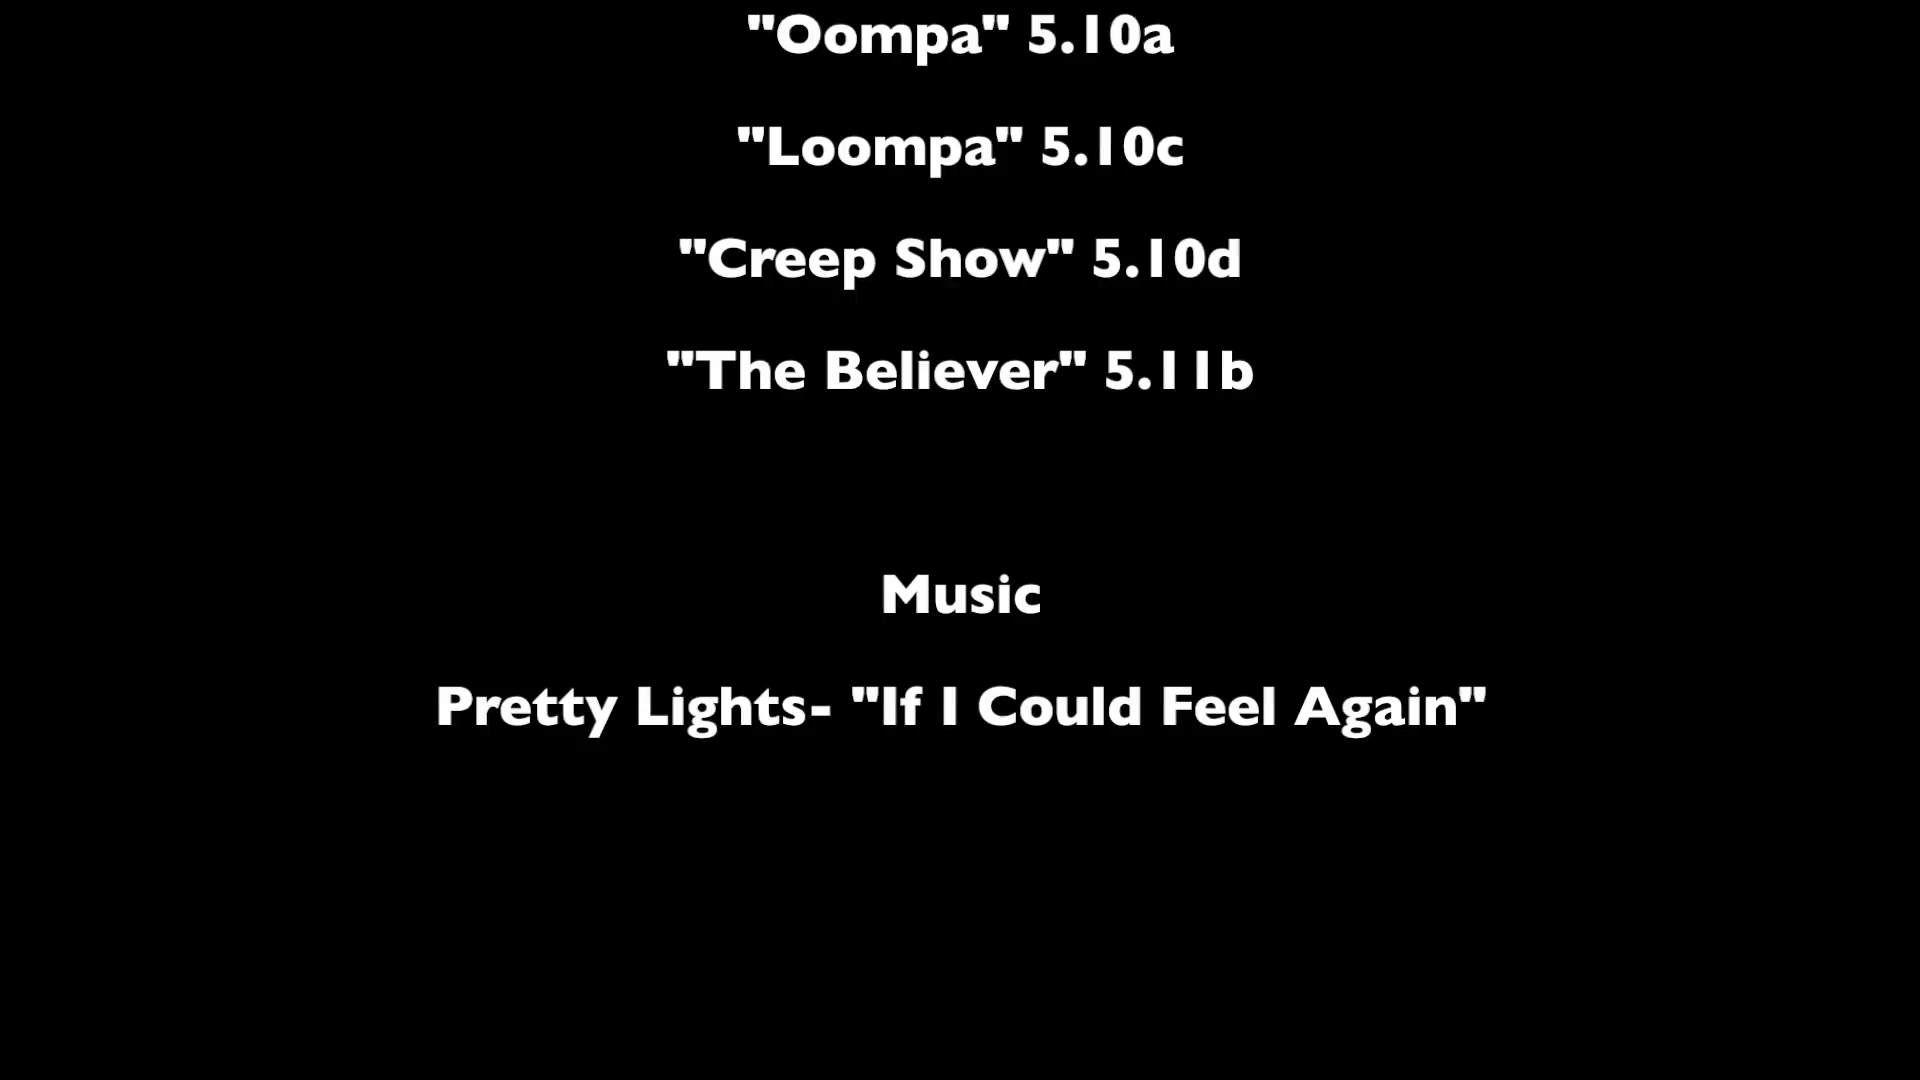 "Oompa" 5.10a
"Loompa" 5.10c
"Creep Show" 5.10d
"The Believer" 5.11b
Music
Pretty Lights- "If I Could Feel Again"